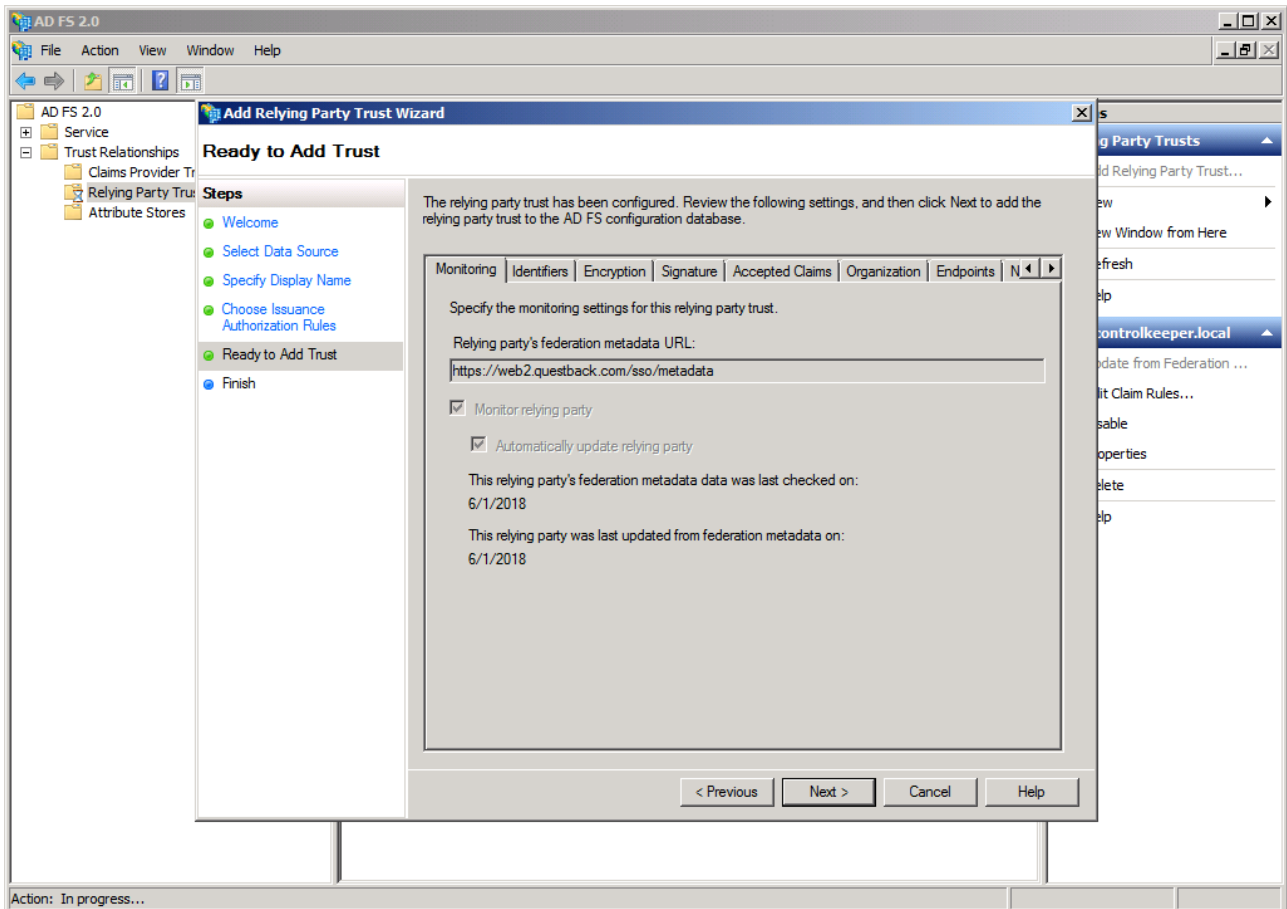 AD FS 2.0
File Action View Window Help
AD FS 2.0
Service
Trust Relationships
Claims Provider Tr
Relying Party Trus
Attribute Stores
Add Relying Party Trust Wizard
Ready to Add Trust
Steps
Welcome
Select Data Source
Specify Display Name
Choose Issuance
Authorization Rules
Ready to Add Trust
Finish
The relying party trust has been configured. Review the following settings, and then click Next to add the
relying party trust to the AD FS configuration database.
Monitoring Identifiers Encryption Signature Accepted Claims Organization Endpoints N
Specify the monitoring settings for this relying party trust.
Relying party's federation metadata URL:
https://web2.questback.com/sso/metadata
Monitor relying party
Automatically update relying party
This relying party's federation metadata data was last checked on:
6/1/2018
This relying party was last updated from federation metadata on:
6/1/2018
< Previous Next > Cancel Help
s
g Party Trusts
dd Relying Party Trust...
ew
ew Window from Here
efresh
elp
controlkeeper.local
pdate from Federation ...
dit Claim Rules...
sable
operties
elete
elp
Action: In progress...